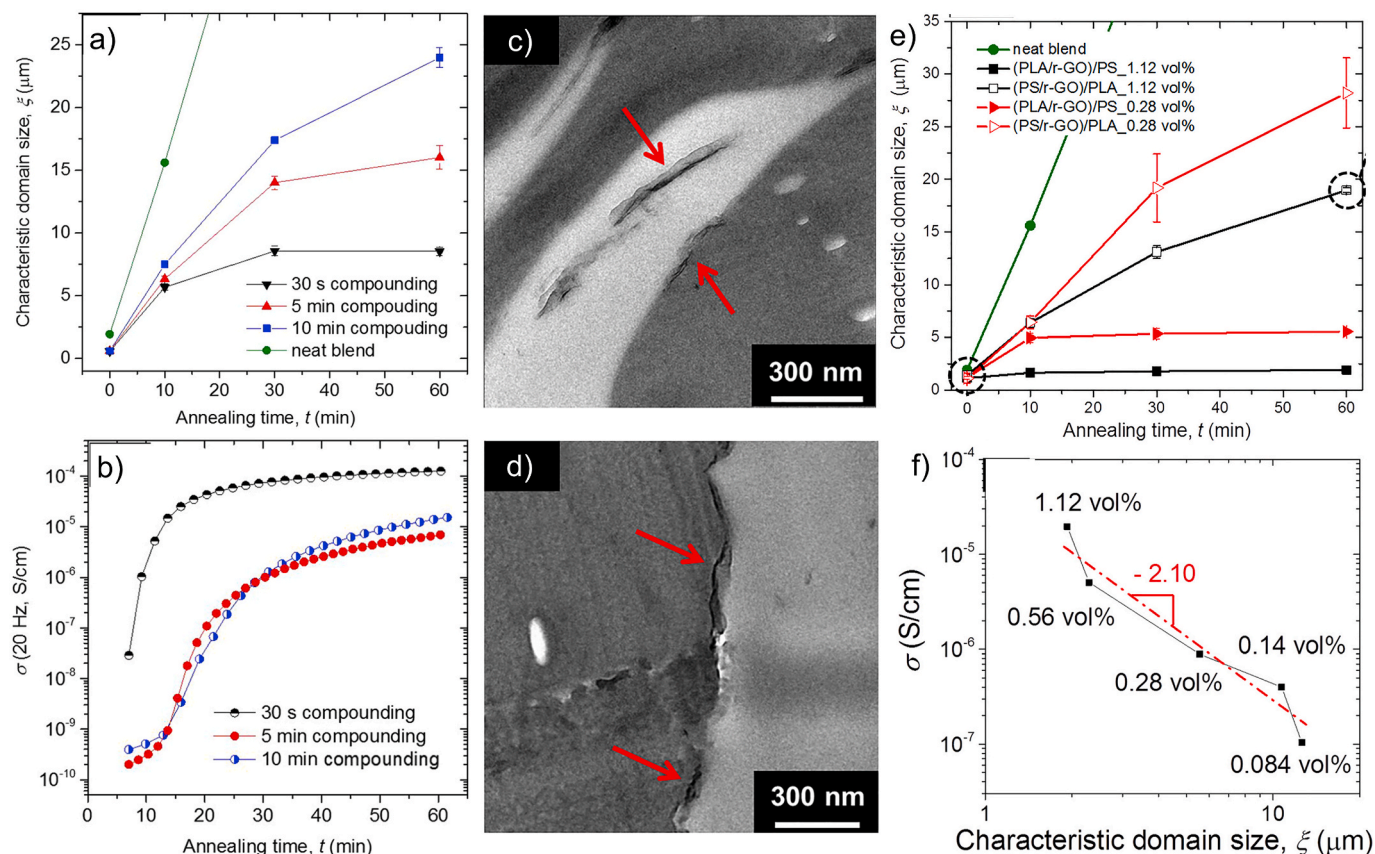 a)
Characteristic domain size, ξ (μm)
25
20
15
10
5
0
30 s compounding
5 min compouding
10 min compouding
neat blend
0 10 20 30 40 50 60
Annealing time, t (min)
b)
σ (20 Hz, S/cm)
10⁻⁴
10⁻⁵
10⁻⁶
10⁻⁷
10⁻⁸
10⁻⁹
10⁻¹⁰
30 s compounding
5 min compounding
10 min compounding
0 10 20 30 40 50 60
Annealing time, t (min)
c)
300 nm
d)
300 nm
e)
Characteristic domain size, ξ (μm)
35
30
25
20
15
10
5
0
neat blend
(PLA/r-GO)/PS_1.12 vol%
(PS/r-GO)/PLA_1.12 vol%
(PLA/r-GO)/PS_0.28 vol%
(PS/r-GO)/PLA_0.28 vol%
0 10 20 30 40 50 60
Annealing time, t (min)
f)
σ (S/cm)
10⁻⁴
10⁻⁵
10⁻⁶
10⁻⁷
1.12 vol%
- 2.10
0.56 vol%
0.14 vol%
0.28 vol%
0.084 vol%
1 10
Characteristic domain size, ξ (μm)